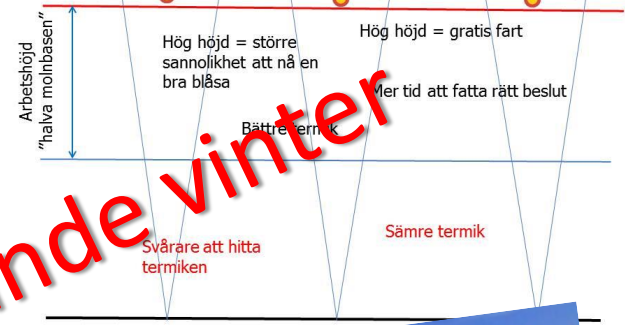 Arbetshöjd
"halva molnbasen"
Hög höjd = större
sannolikhet att nå en
bra blåsa
Hög höjd = gratis fart
Mer tid att fatta rätt beslut
Bättre termik
vinter
Svårare att hitta
termiken
Sämre termik